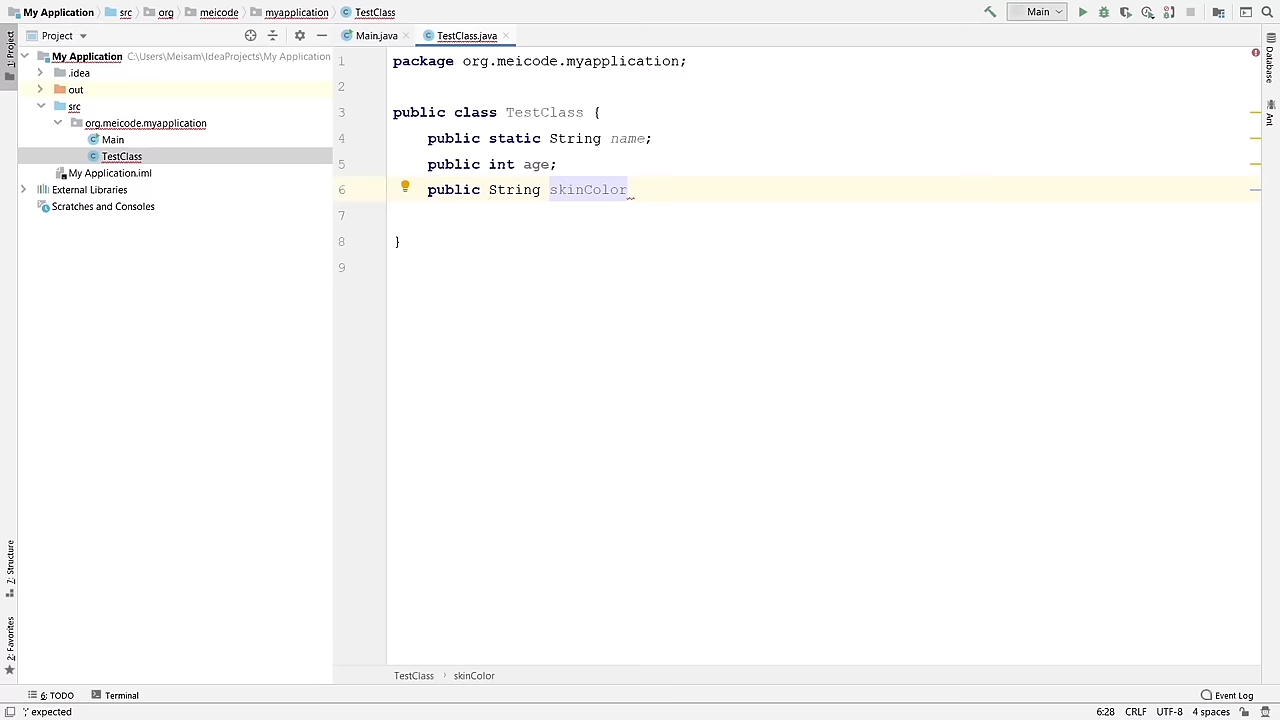 My Application src org meicode myapplication TestClass Main
1: Project Project Main.java TestClass.java
My Application C:\Users\Meisam\IdeaProjects\My Application
.idea
out
src
org.meicode.myapplication
Main
TestClass
My Application.iml
External Libraries
Scratches and Consoles
1 package org.meicode.myapplication;
2
3 public class TestClass {
4 public static String name;
5 public int age;
6 public String skinColor
7
8 }
9
Database
Ant
7: Structure
2: Favorites
TestClass skinColor
6: TODO Terminal Event Log
';' expected 6:28 CRLF UTF-8 4 spaces